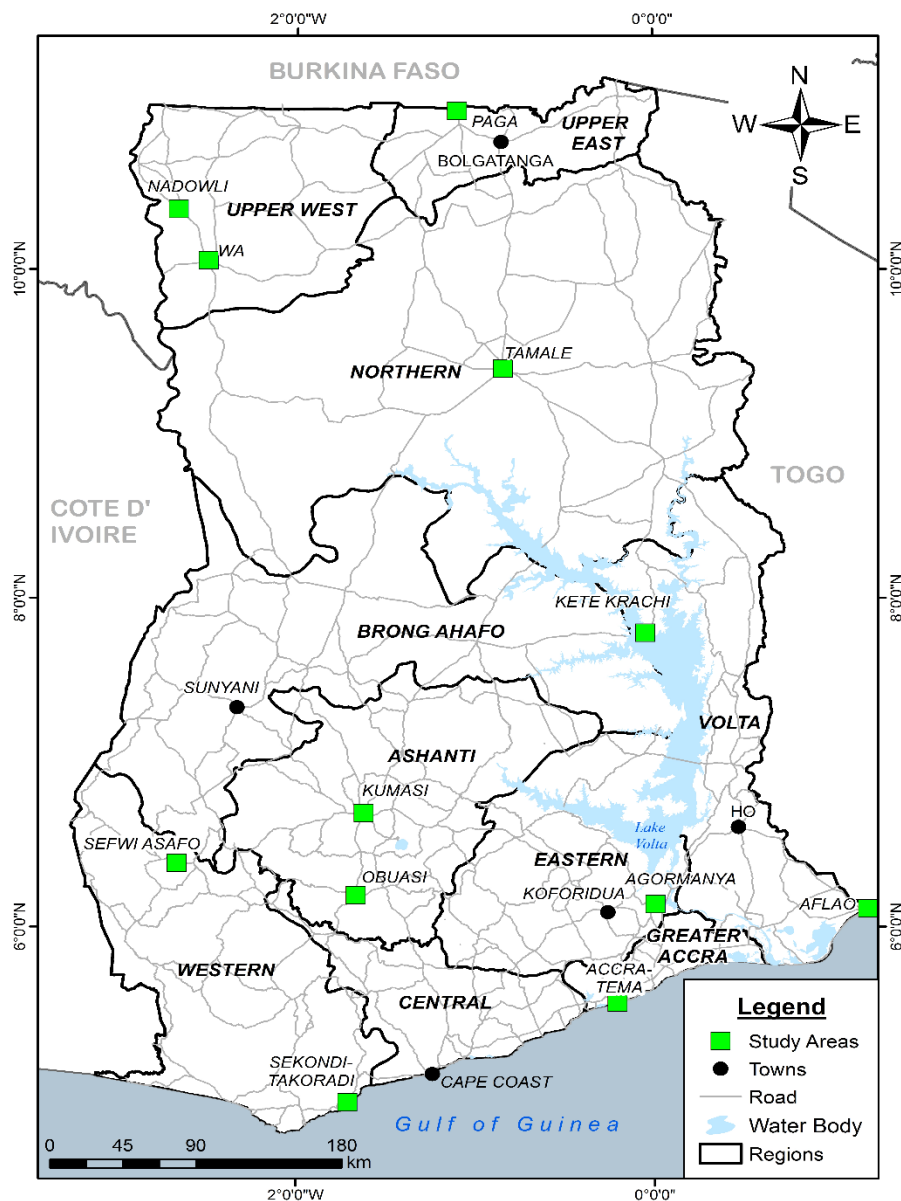 2°0'0"W
0°0'0"
BURKINA FASO
N
W
E
S
PAGA
UPPER
EAST
BOLGATANGA
NADOWLI
UPPER WEST
WA
10°0'0"N
10°0'0"N
TAMALE
NORTHERN
TOGO
COTE D'
IVOIRE
8°0'0"N
8°0'0"N
KETE KRACHI
BRONG AHAFO
SUNYANI
VOLTA
ASHANTI
KUMASI
HO
Lake
Volta
SEFWI ASAFO
OBUASI
EASTERN
AGORMANYA
KOFORIDUA
AFLAO
6°0'0"N
6°0'0"N
GREATER
ACCRA
WESTERN
ACCRA-
TEMA
CENTRAL
SEKONDI-
TAKORADI
CAPE COAST
Gulf of Guinea
Legend
Study Areas
Towns
Road
Water Body
Regions
0 45 90 180
km
2°0'0"W
0°0'0"